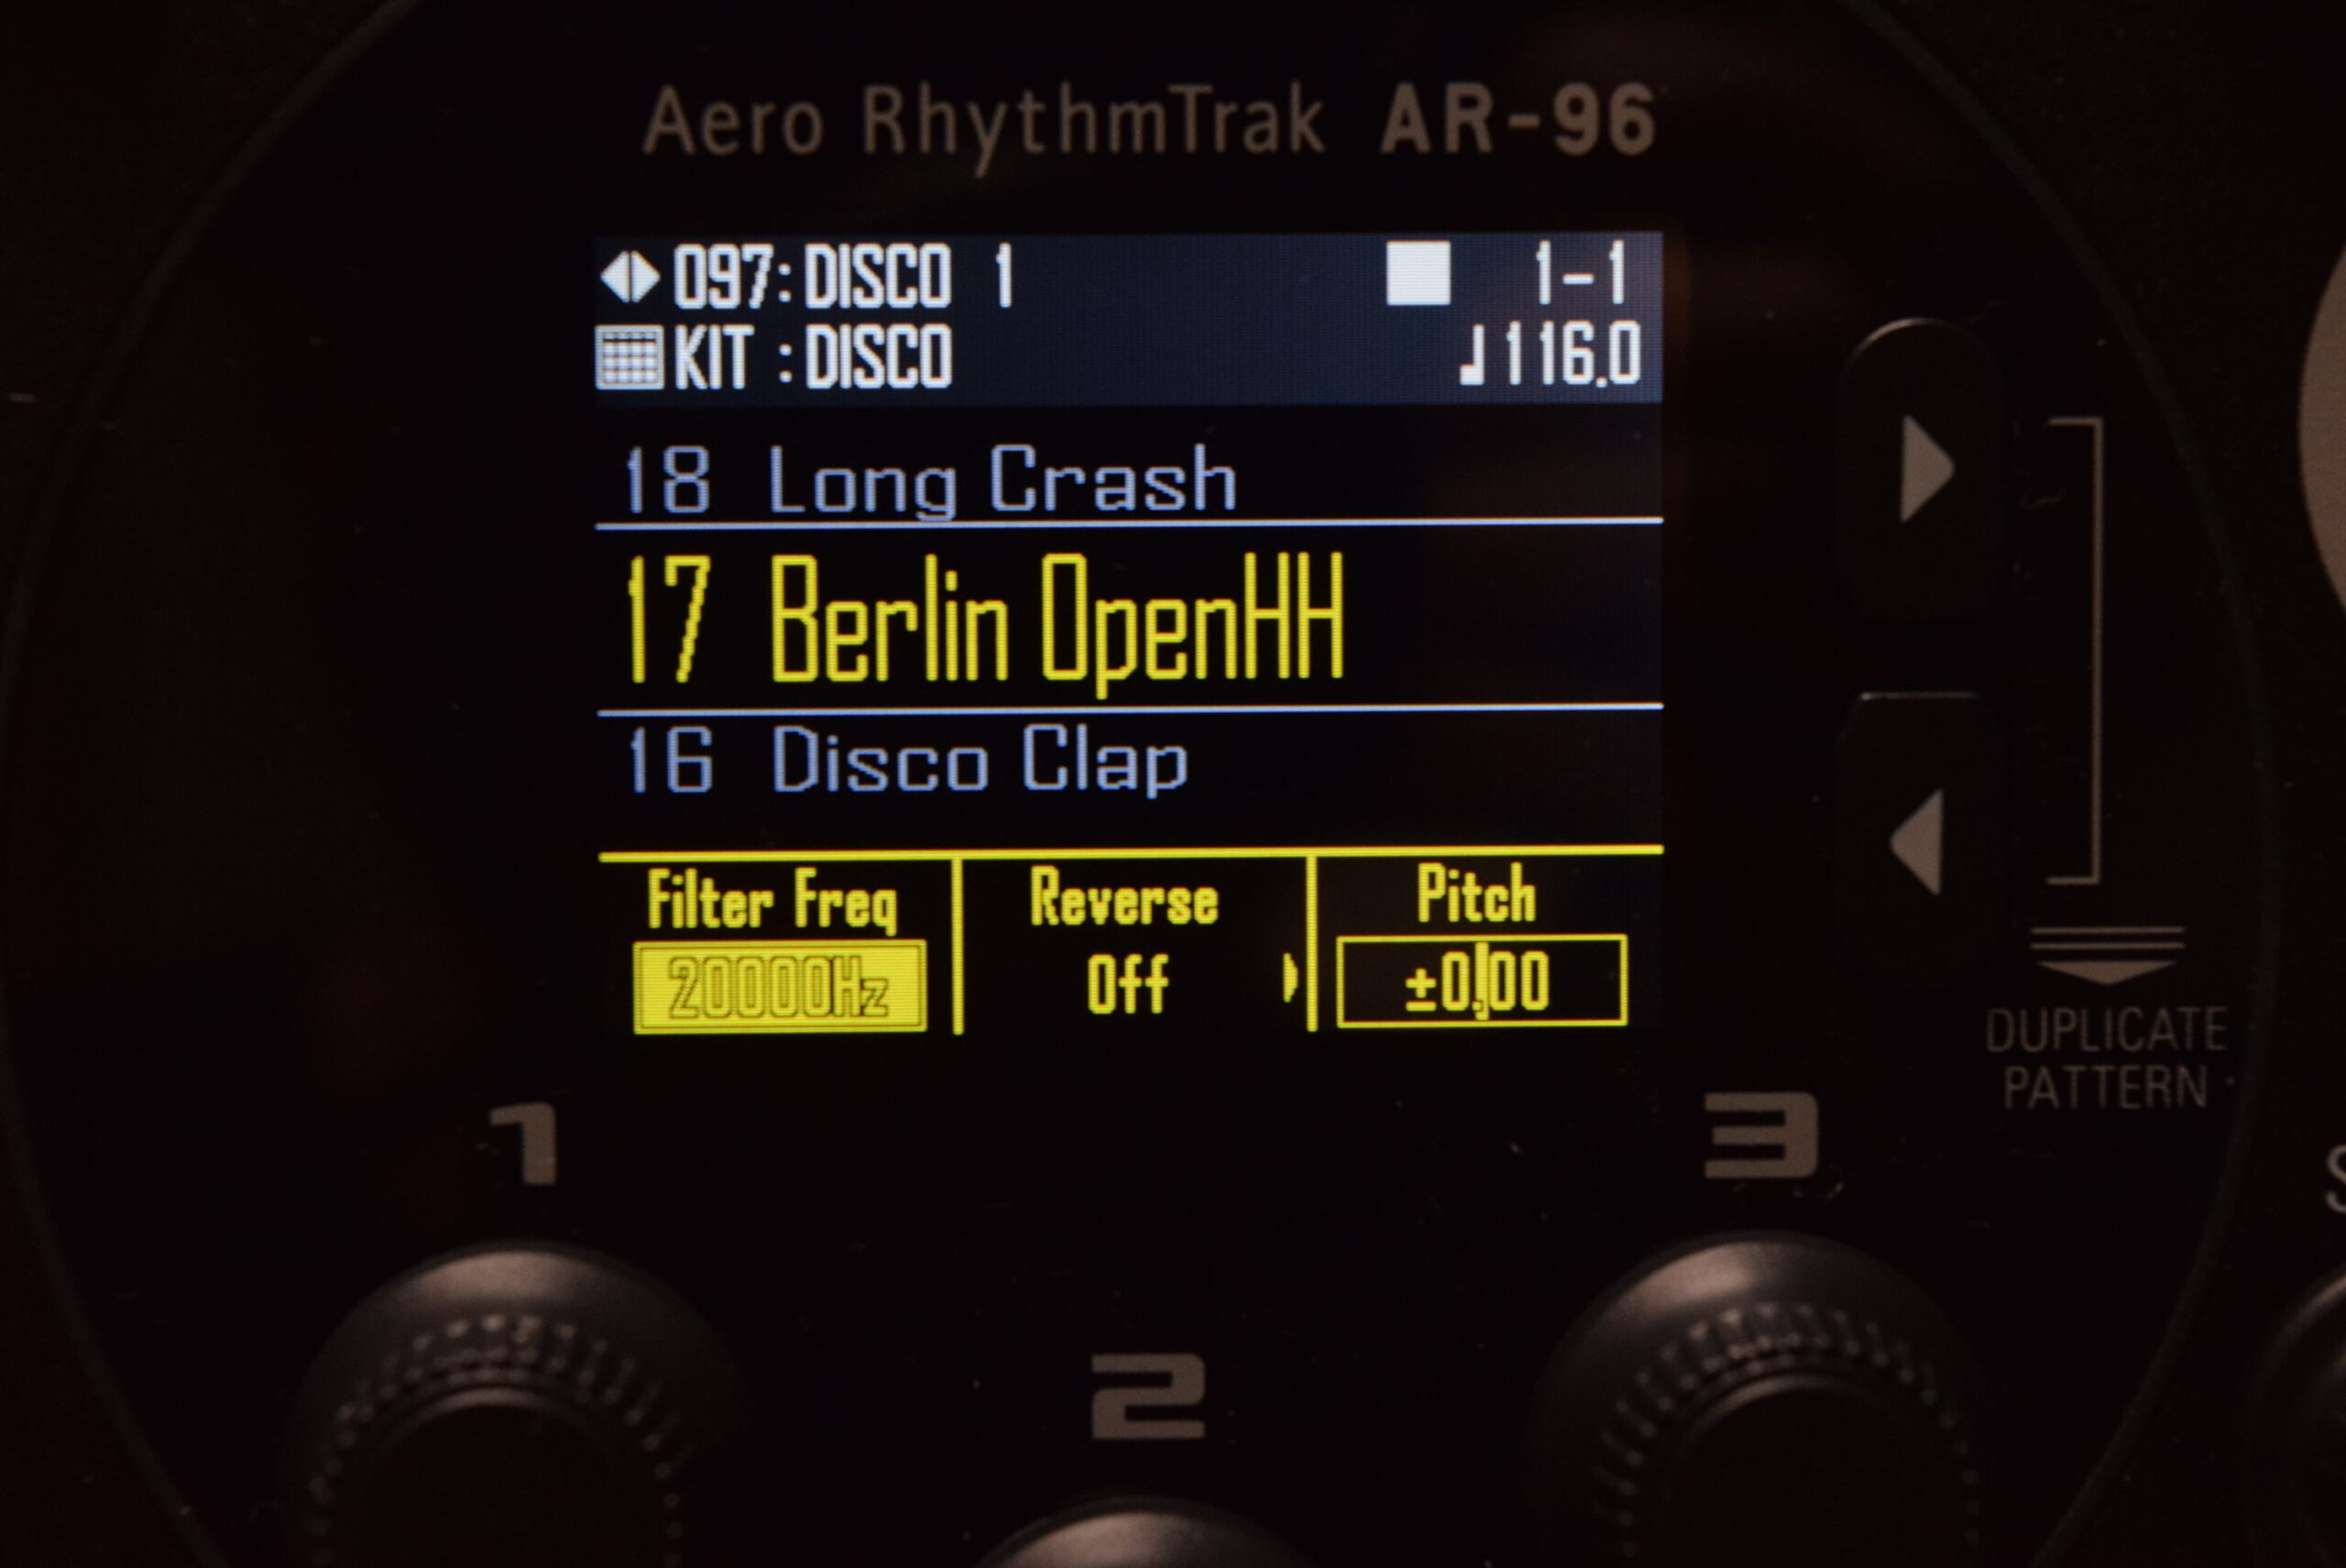 Aero RhythmTrak AR-96
097: DISCO 1 1-1
KIT : DISCO ♩116.0
18 Long Crash
17 Berlin OpenHH
16 Disco Clap
Filter Freq Reverse Pitch
20000Hz Off ±0.00
1 3
2
DUPLICATE
PATTERN
S